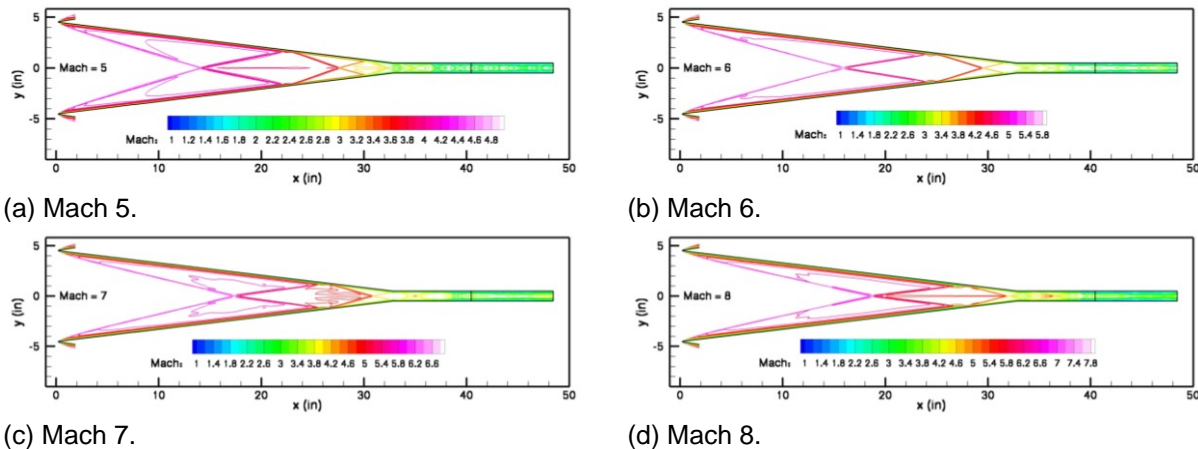 5
0
-5
y (in)
Mach = 5
Mach: 1 1.2 1.4 1.6 1.8 2 2.2 2.4 2.6 2.8 3 3.2 3.4 3.6 3.8 4 4.2 4.4 4.6 4.8
0 10 20 30 40 50
x (in)
(a) Mach 5.
5
0
-5
y (in)
Mach = 6
Mach: 1 1.4 1.8 2.2 2.6 3 3.4 3.8 4.2 4.6 5 5.4 5.8
0 10 20 30 40 50
x (in)
(b) Mach 6.
5
0
-5
y (in)
Mach = 7
Mach: 1 1.4 1.8 2.2 2.6 3 3.4 3.8 4.2 4.6 5 5.4 5.8 6.2 6.6
0 10 20 30 40 50
x (in)
(c) Mach 7.
5
0
-5
y (in)
Mach = 8
Mach: 1 1.4 1.8 2.2 2.6 3 3.4 3.8 4.2 4.6 5 5.4 5.8 6.2 6.6 7 7.4 7.8
0 10 20 30 40 50
x (in)
(d) Mach 8.